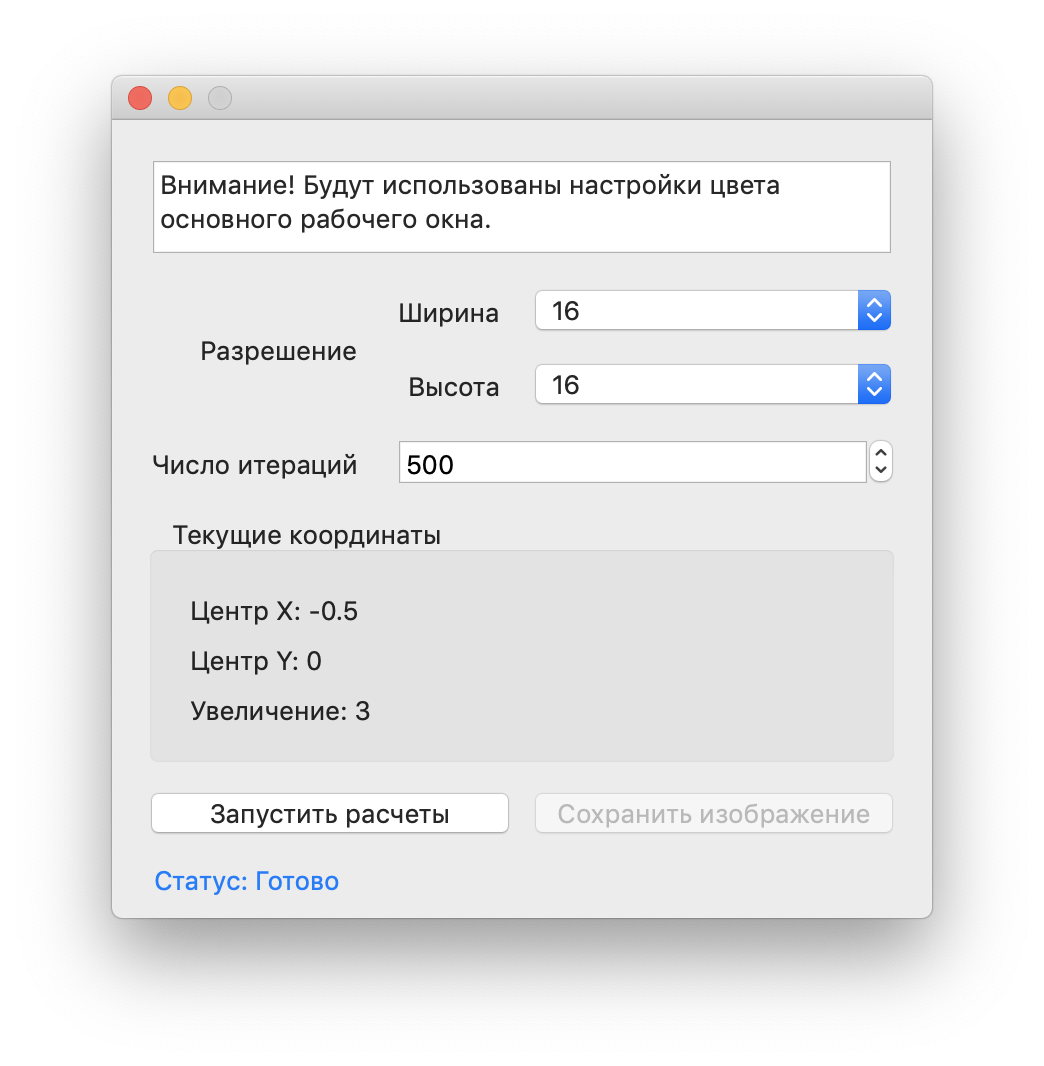 Внимание! Будут использованы настройки цвета
основного рабочего окна.
Ширина
16
Разрешение
Высота
16
Число итераций
500
Текущие координаты
Центр X: -0.5
Центр Y: 0
Увеличение: 3
Запустить расчеты
Сохранить изображение
Статус: Готово